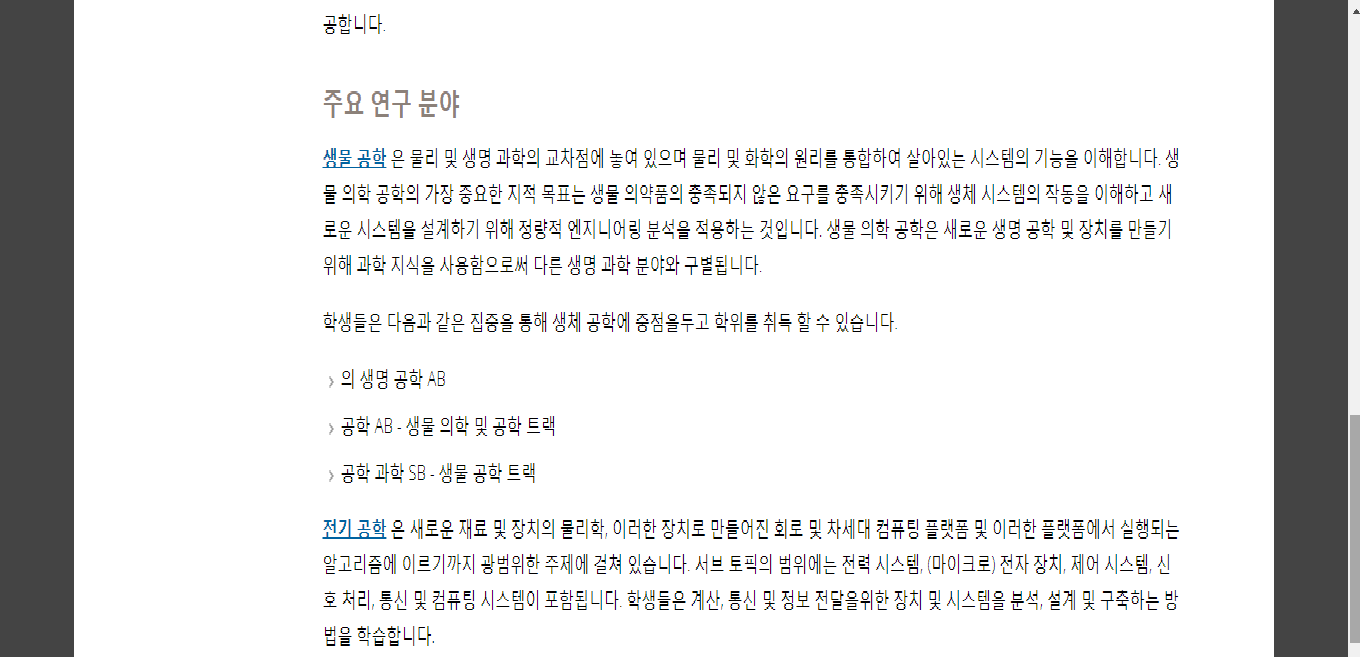 공합니다.
주요 연구 분야
생물 공학 은 물리 및 생명 과학의 교차점에 놓여 있으며 물리 및 화학의 원리를 통합하여 살아있는 시스템의 기능을 이해합니다. 생
물 의학 공학의 가장 중요한 지적 목표는 생물 의약품의 충족되지 않은 요구를 충족시키기 위해 생체 시스템의 작동을 이해하고 새
로운 시스템을 설계하기 위해 정량적 엔지니어링 분석을 적용하는 것입니다. 생물 의학 공학은 새로운 생명 공학 및 장치를 만들기
위해 과학 지식을 사용함으로써 다른 생명 과학 분야와 구별됩니다.
학생들은 다음과 같은 집중을 통해 생체 공학에 중점을두고 학위를 취득 할 수 있습니다.
› 의 생명 공학 AB
› 공학 AB - 생물 의학 및 공학 트랙
› 공학 과학 SB - 생물 공학 트랙
전기 공학 은 새로운 재료 및 장치의 물리학, 이러한 장치로 만들어진 회로 및 차세대 컴퓨팅 플랫폼 및 이러한 플랫폼에서 실행되는
알고리즘에 이르기까지 광범위한 주제에 걸쳐 있습니다. 서브 토픽의 범위에는 전력 시스템, (마이크로) 전자 장치, 제어 시스템, 신
호 처리, 통신 및 컴퓨팅 시스템이 포함됩니다. 학생들은 계산, 통신 및 정보 전달을위한 장치 및 시스템을 분석, 설계 및 구축하는 방
법을 학습합니다.